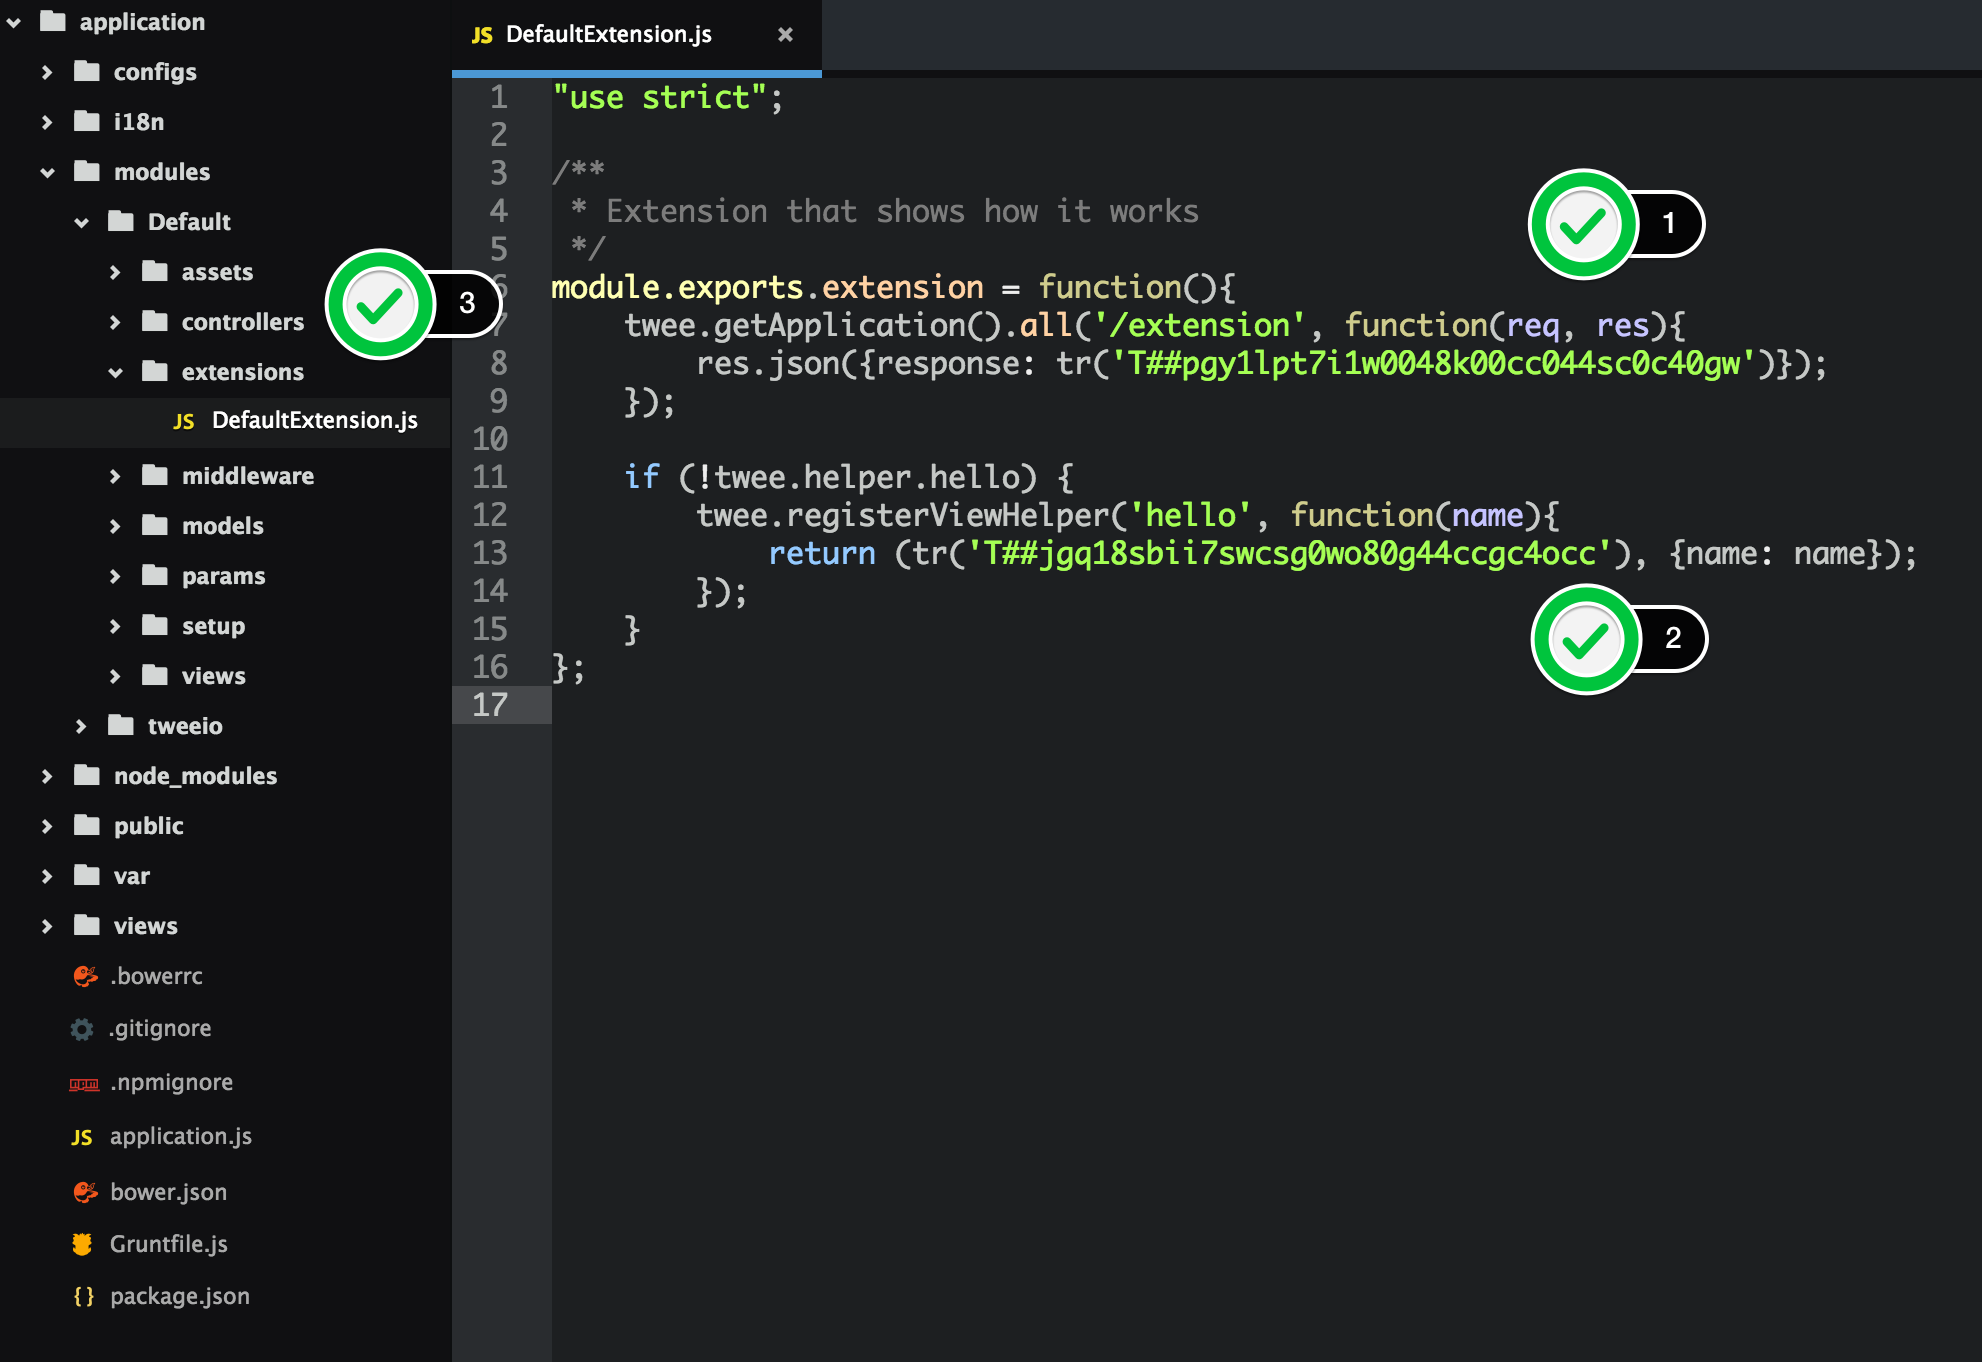 application
configs
i18n
modules
Default
assets
controllers
extensions
JS DefaultExtension.js
middleware
models
params
setup
views
tweeio
node_modules
public
var
views
.bowerrc
.gitignore
npm .npmignore
JS application.js
bower.json
Gruntfile.js
{} package.json
JS DefaultExtension.js ×
1 "use strict";
2
3 /**
4  * Extension that shows how it works
5  */
6 module.exports.extension = function(){
7     twee.getApplication().all('/extension', function(req, res){
8         res.json({response: tr('T##pgy1lpt7i1w0048k00cc044sc0c40gw')});
9     });
10
11     if (!twee.helper.hello) {
12         twee.registerViewHelper('hello', function(name){
13             return (tr('T##jgq18sbii7swcsg0wo80g44ccgc4occ'), {name: name});
14         });
15     }
16 };
17
1
2
3